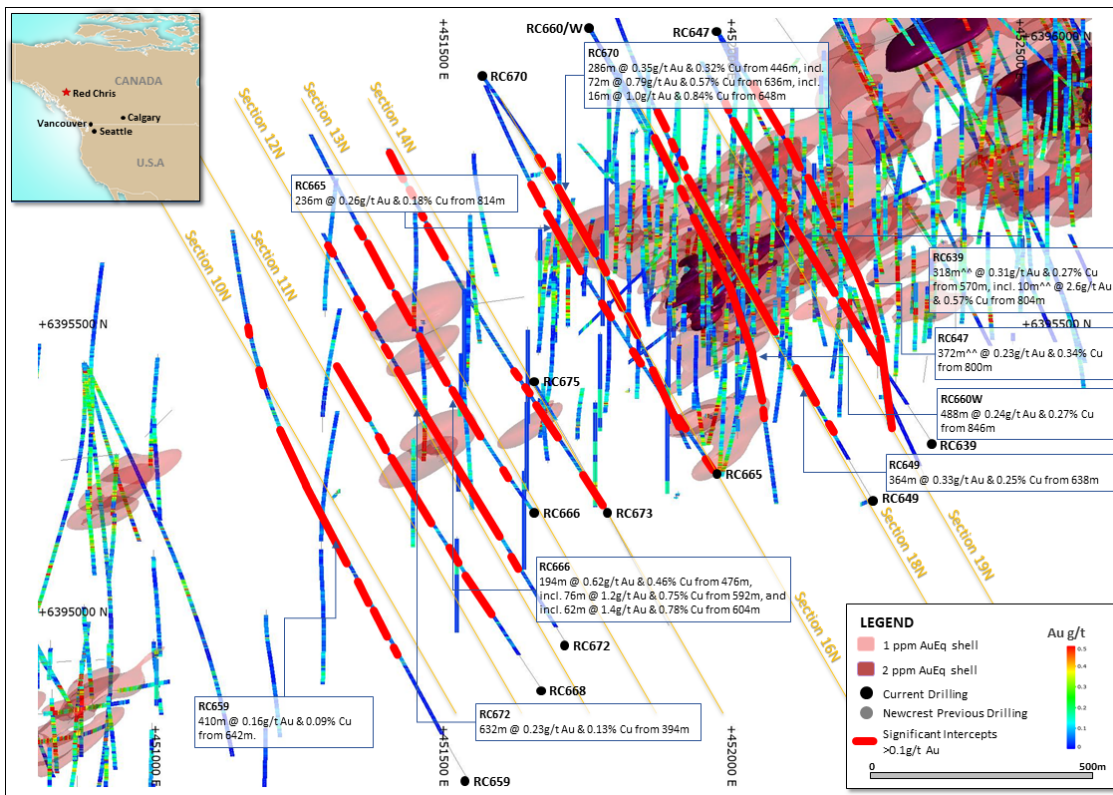 CANADA
Red Chris
Vancouver
Calgary
Seattle
U.S.A
RC660/W
RC647
RC670
+451500 E
+6395000 N
Section 12N
Section 13N
Section 14N
RC670
286m @ 0.35g/t Au & 0.32% Cu from 446m, incl.
72m @ 0.79g/t Au & 0.57% Cu from 636m, incl.
16m @ 1.0g/t Au & 0.84% Cu from 648m
RC665
236m @ 0.26g/t Au & 0.18% Cu from 814m
Section 10N
Section 11N
RC639
318m^^ @ 0.31g/t Au & 0.27% Cu
from 570m, incl. 10m^^ @ 2.6g/t Au
& 0.57% Cu from 804m
+6395500 N
+6395500 N
RC647
372m^^ @ 0.23g/t Au & 0.34% Cu
from 800m
RC675
RC660W
488m @ 0.24g/t Au & 0.27% Cu
from 846m
RC639
RC649
364m @ 0.33g/t Au & 0.25% Cu from 638m
RC665
RC649
RC666
RC673
Section 18N
Section 19N
RC666
194m @ 0.62g/t Au & 0.46% Cu from 476m,
incl. 76m @ 1.2g/t Au & 0.75% Cu from 592m, and
incl. 62m @ 1.4g/t Au & 0.78% Cu from 604m
+6395000 N
Section 16N
RC672
RC668
RC659
410m @ 0.16g/t Au & 0.09% Cu
from 642m.
RC672
632m @ 0.23g/t Au & 0.13% Cu from 394m
+451000 E
+451500 E
+452000 E
RC659
LEGEND
1 ppm AuEq shell
2 ppm AuEq shell
Current Drilling
Newcrest Previous Drilling
Significant Intercepts
>0.1g/t Au
Au g/t
0.5
0.4
0.2
0.1
0
0
500m